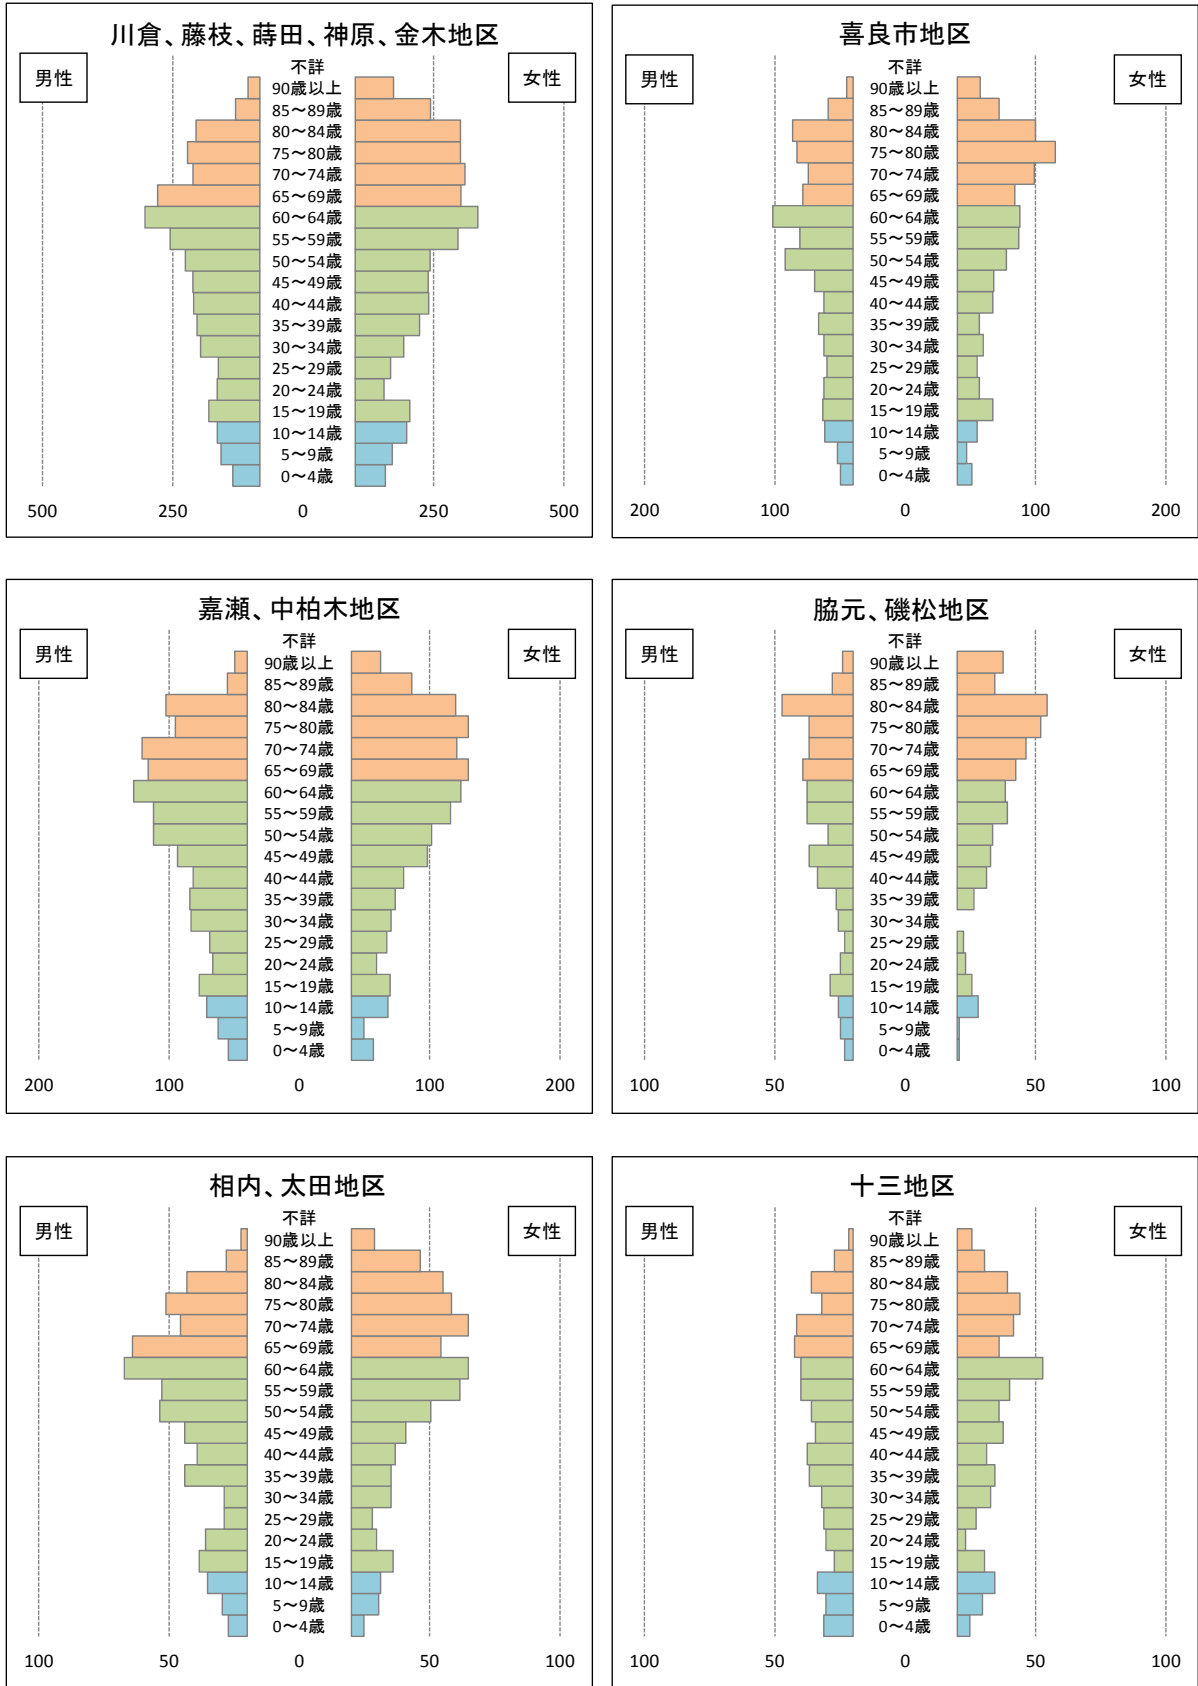 川倉、藤枝、蒔田、神原、金木地区
男性
女性
不詳
90歳以上
85～89歳
80～84歳
75～80歳
70～74歳
65～69歳
60～64歳
55～59歳
50～54歳
45～49歳
40～44歳
35～39歳
30～34歳
25～29歳
20～24歳
15～19歳
10～14歳
5～9歳
0～4歳
500 250 0 250 500
喜良市地区
男性
女性
不詳
90歳以上
85～89歳
80～84歳
75～80歳
70～74歳
65～69歳
60～64歳
55～59歳
50～54歳
45～49歳
40～44歳
35～39歳
30～34歳
25～29歳
20～24歳
15～19歳
10～14歳
5～9歳
0～4歳
200 100 0 100 200
嘉瀬、中柏木地区
男性
女性
不詳
90歳以上
85～89歳
80～84歳
75～80歳
70～74歳
65～69歳
60～64歳
55～59歳
50～54歳
45～49歳
40～44歳
35～39歳
30～34歳
25～29歳
20～24歳
15～19歳
10～14歳
5～9歳
0～4歳
200 100 0 100 200
脇元、磯松地区
男性
女性
不詳
90歳以上
85～89歳
80～84歳
75～80歳
70～74歳
65～69歳
60～64歳
55～59歳
50～54歳
45～49歳
40～44歳
35～39歳
30～34歳
25～29歳
20～24歳
15～19歳
10～14歳
5～9歳
0～4歳
100 50 0 50 100
相内、太田地区
男性
女性
不詳
90歳以上
85～89歳
80～84歳
75～80歳
70～74歳
65～69歳
60～64歳
55～59歳
50～54歳
45～49歳
40～44歳
35～39歳
30～34歳
25～29歳
20～24歳
15～19歳
10～14歳
5～9歳
0～4歳
100 50 0 50 100
十三地区
男性
女性
不詳
90歳以上
85～89歳
80～84歳
75～80歳
70～74歳
65～69歳
60～64歳
55～59歳
50～54歳
45～49歳
40～44歳
35～39歳
30～34歳
25～29歳
20～24歳
15～19歳
10～14歳
5～9歳
0～4歳
100 50 0 50 100